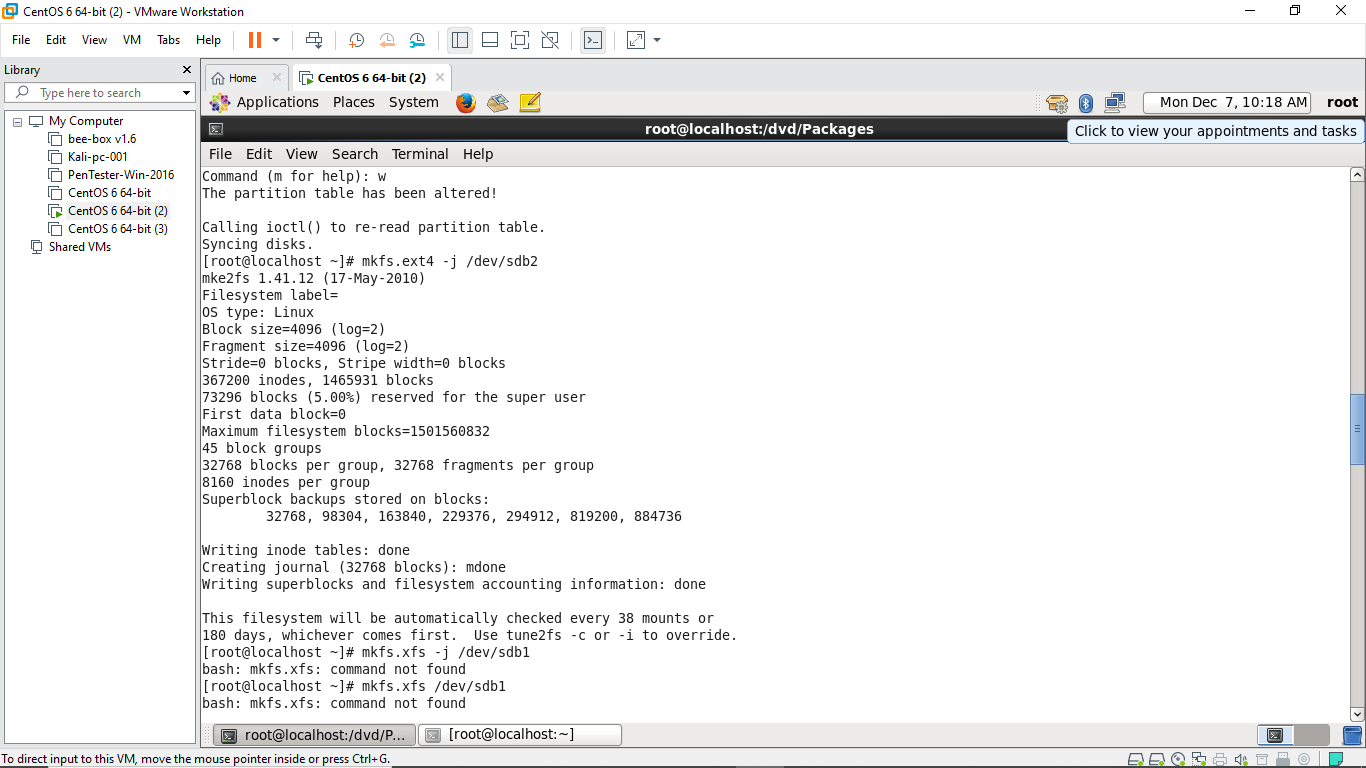 CentOS 6 64-bit (2) - VMware Workstation
File Edit View VM Tabs Help
Library
Type here to search
My Computer
bee-box v1.6
Kali-pc-001
PenTester-Win-2016
CentOS 6 64-bit
CentOS 6 64-bit (2)
CentOS 6 64-bit (3)
Shared VMs
Home
CentOS 6 64-bit (2)
Applications Places System
Mon Dec 7, 10:18 AM
root
root@localhost:/dvd/Packages
Click to view your appointments and tasks
File Edit View Search Terminal Help
Command (m for help): w
The partition table has been altered!
Calling ioctl() to re-read partition table.
Syncing disks.
[root@localhost ~]# mkfs.ext4 -j /dev/sdb2
mke2fs 1.41.12 (17-May-2010)
Filesystem label=
OS type: Linux
Block size=4096 (log=2)
Fragment size=4096 (log=2)
Stride=0 blocks, Stripe width=0 blocks
367200 inodes, 1465931 blocks
73296 blocks (5.00%) reserved for the super user
First data block=0
Maximum filesystem blocks=1501560832
45 block groups
32768 blocks per group, 32768 fragments per group
8160 inodes per group
Superblock backups stored on blocks:
32768, 98304, 163840, 229376, 294912, 819200, 884736
Writing inode tables: done
Creating journal (32768 blocks): mdone
Writing superblocks and filesystem accounting information: done
This filesystem will be automatically checked every 38 mounts or
180 days, whichever comes first.  Use tune2fs -c or -i to override.
[root@localhost ~]# mkfs.xfs -j /dev/sdb1
bash: mkfs.xfs: command not found
[root@localhost ~]# mkfs.xfs /dev/sdb1
bash: mkfs.xfs: command not found
root@localhost:/dvd/P...
[root@localhost:~]
To direct input to this VM, move the mouse pointer inside or press Ctrl+G.